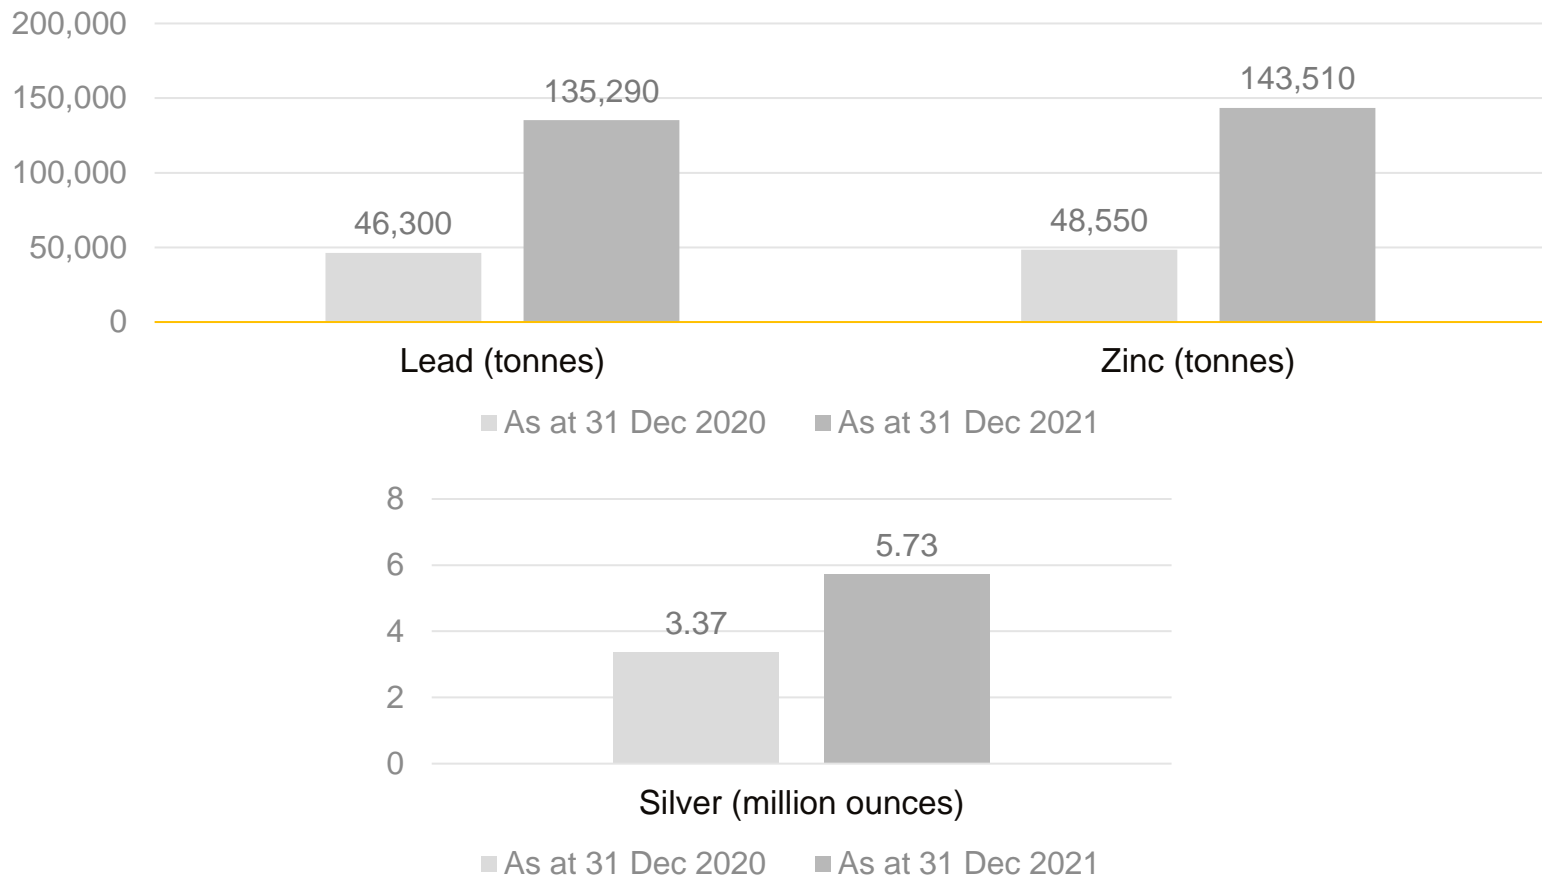 200,000
150,000
100,000
50,000
0
135,290
143,510
46,300
48,550
Lead (tonnes)
Zinc (tonnes)
As at 31 Dec 2020
As at 31 Dec 2021
8
6
4
2
0
5.73
3.37
Silver (million ounces)
As at 31 Dec 2020
As at 31 Dec 2021